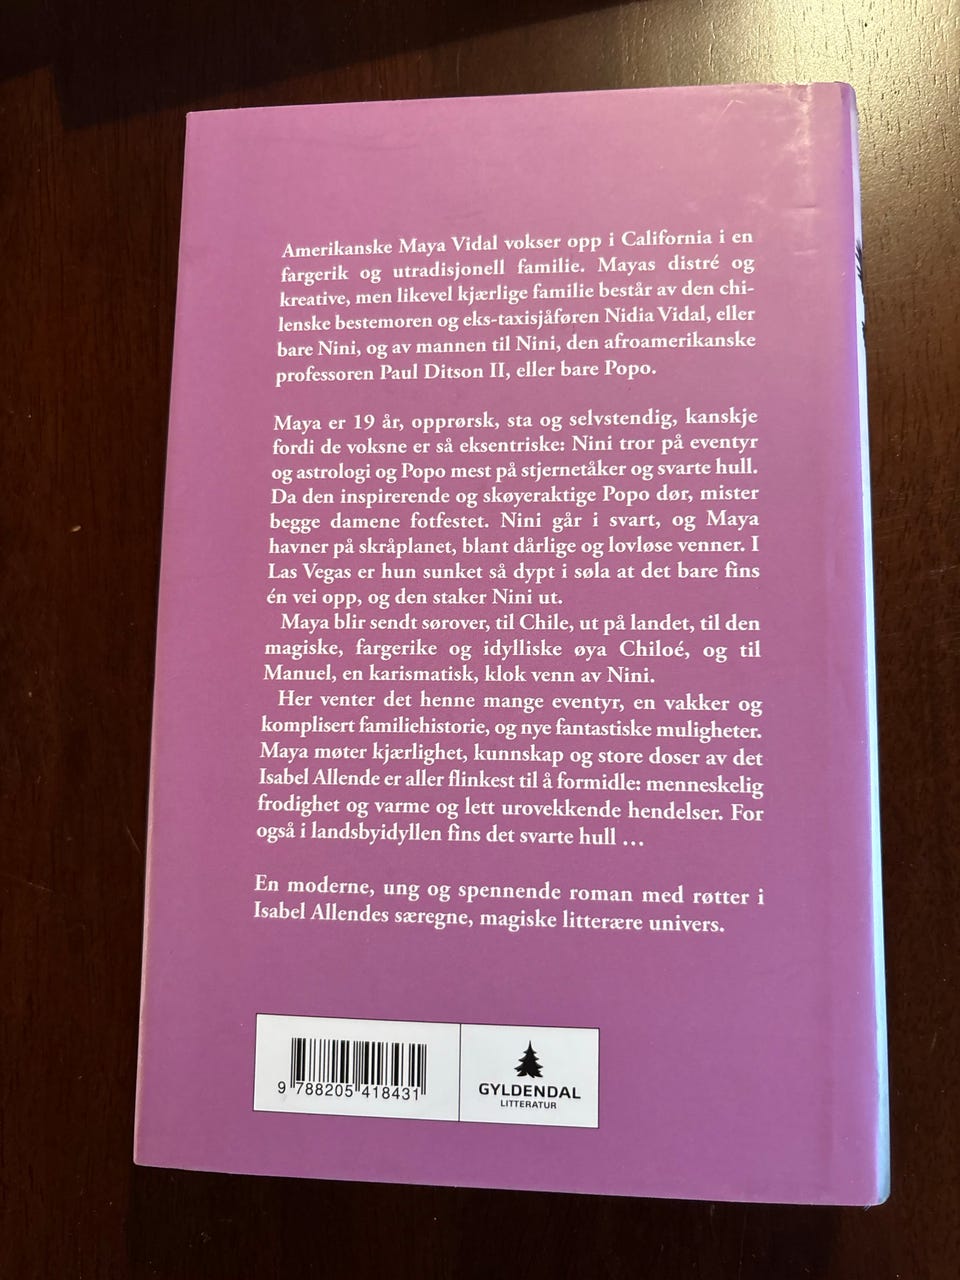 Amerikanske Maya Vidal vokser opp i California i en
fargerik og utradisjonell familie. Mayas distré og
kreative, men likevel kjærlige familie består av den chi-
lenske bestemoren og eks-taxisjåføren Nidia Vidal, eller
bare Nini, og av mannen til Nini, den afroamerikanske
professoren Paul Ditson II, eller bare Popo.
Maya er 19 år, opprørsk, sta og selvstendig, kanskje
fordi de voksne er så eksentriske: Nini tror på eventyr
og astrologi og Popo mest på stjernetåker og svarte hull.
Da den inspirerende og skøyeraktige Popo dør, mister
begge damene fotfestet. Nini går i svart, og Maya
havner på skråplanet, blant dårlige og lovløse venner. I
Las Vegas er hun sunket så dypt i søla at det bare fins
én vei opp, og den staker Nini ut.
Maya blir sendt sørover, til Chile, ut på landet, til den
magiske, fargerike og idylliske øya Chiloé, og til
Manuel, en karismatisk, klok venn av Nini.
Her venter det henne mange eventyr, en vakker og
komplisert familiehistorie, og nye fantastiske muligheter.
Maya møter kjærlighet, kunnskap og store doser av det
Isabel Allende er aller flinkest til å formidle: menneskelig
frodighet og varme og lett urovekkende hendelser. For
også i landsbyidyllen fins det svarte hull …
En moderne, ung og spennende roman med røtter i
Isabel Allendes særegne, magiske litterære univers.
9 788205 418431
GYLDENDAL
LITTERATUR